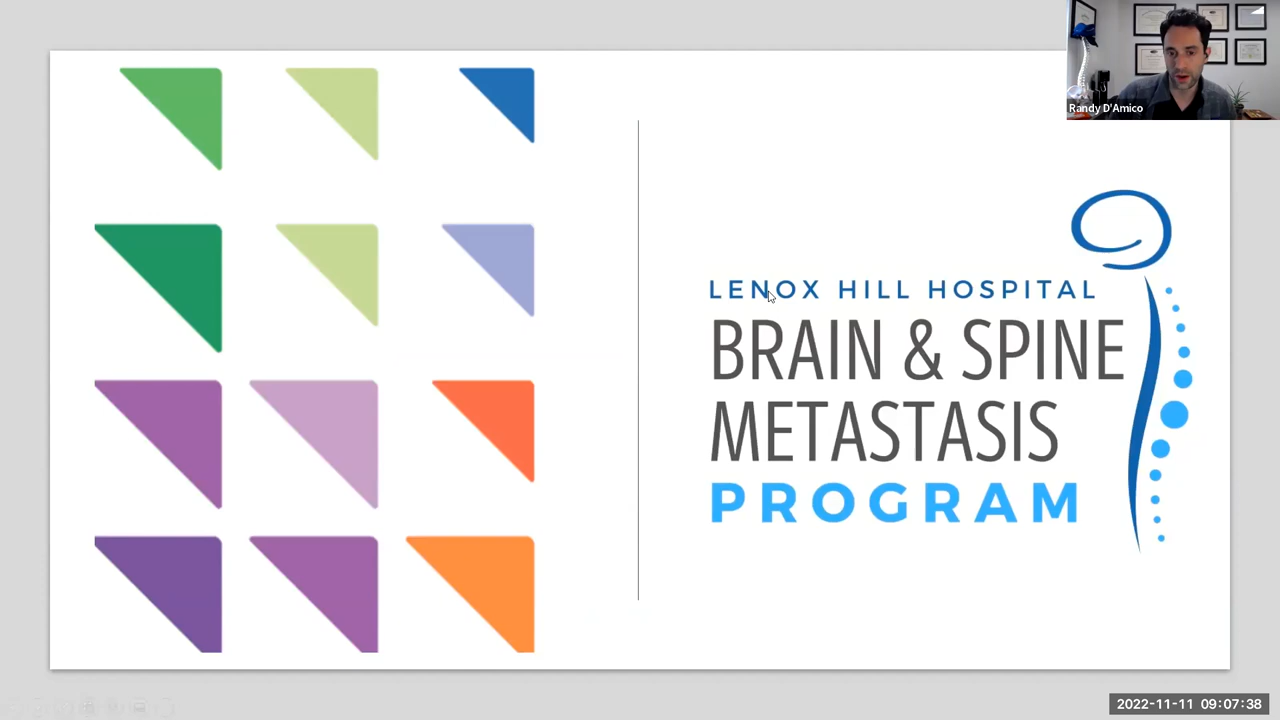 Randy D'Amico
LENOX HILL HOSPITAL
BRAIN & SPINE
METASTASIS
PROGRAM
2022-11-11 09:07:38